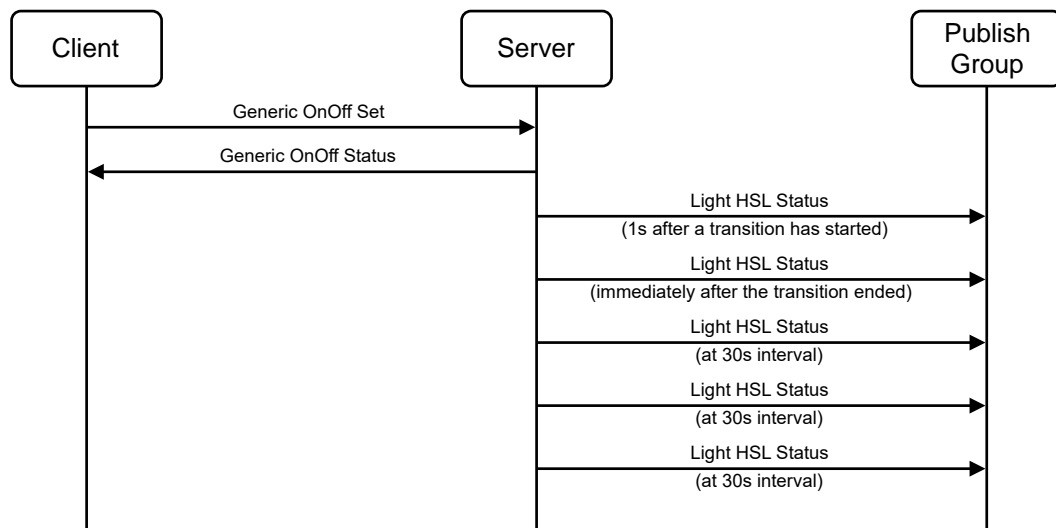 Client
Server
Publish
Group
Generic OnOff Set
Generic OnOff Status
Light HSL Status
(1s after a transition has started)
Light HSL Status
(immediately after the transition ended)
Light HSL Status
(at 30s interval)
Light HSL Status
(at 30s interval)
Light HSL Status
(at 30s interval)